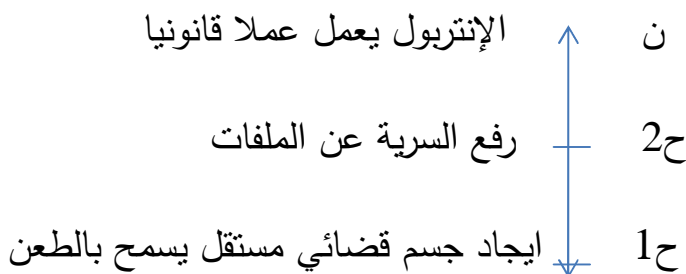 ن الإنتربول يعمل عملا قانونيا
ح2 رفع السرية عن الملفات
ح1 ايجاد جسم قضائي مستقل يسمح بالطعن